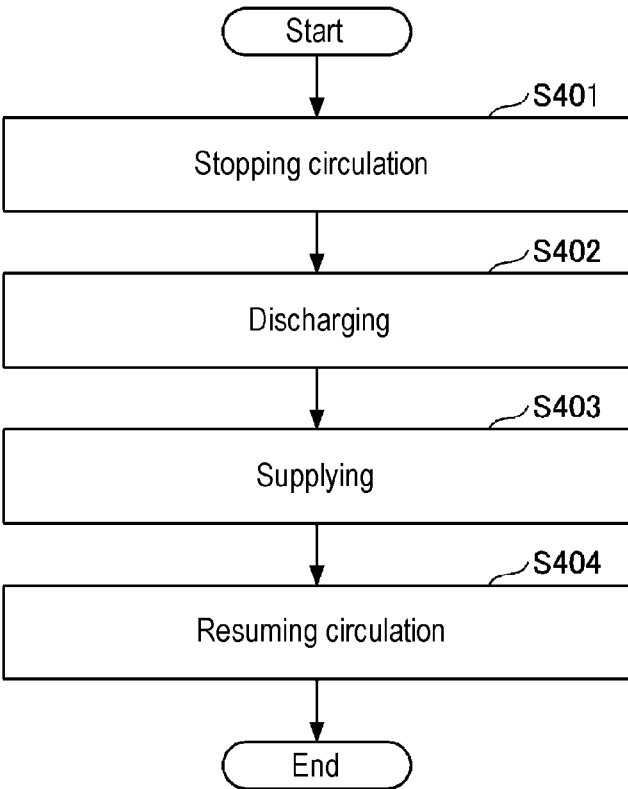 Start
S401
Stopping circulation
S402
Discharging
S403
Supplying
S404
Resuming circulation
End